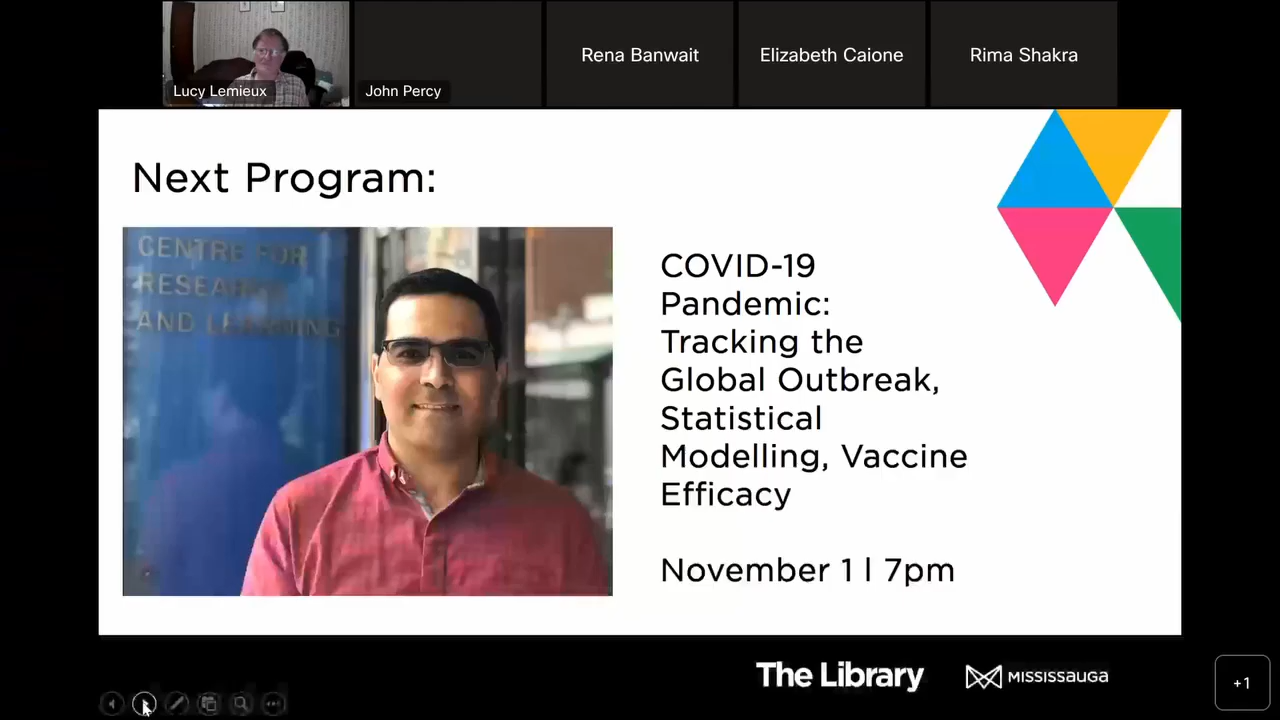 Rena Banwait
Elizabeth Caione
Rima Shakra
Lucy Lemieux
John Percy
Next Program:
CENTRE FOR
RESEARCH
AND LEARNING
COVID-19
Pandemic:
Tracking the
Global Outbreak,
Statistical
Modelling, Vaccine
Efficacy
November 1 | 7pm
The Library
MISSISSAUGA
+1